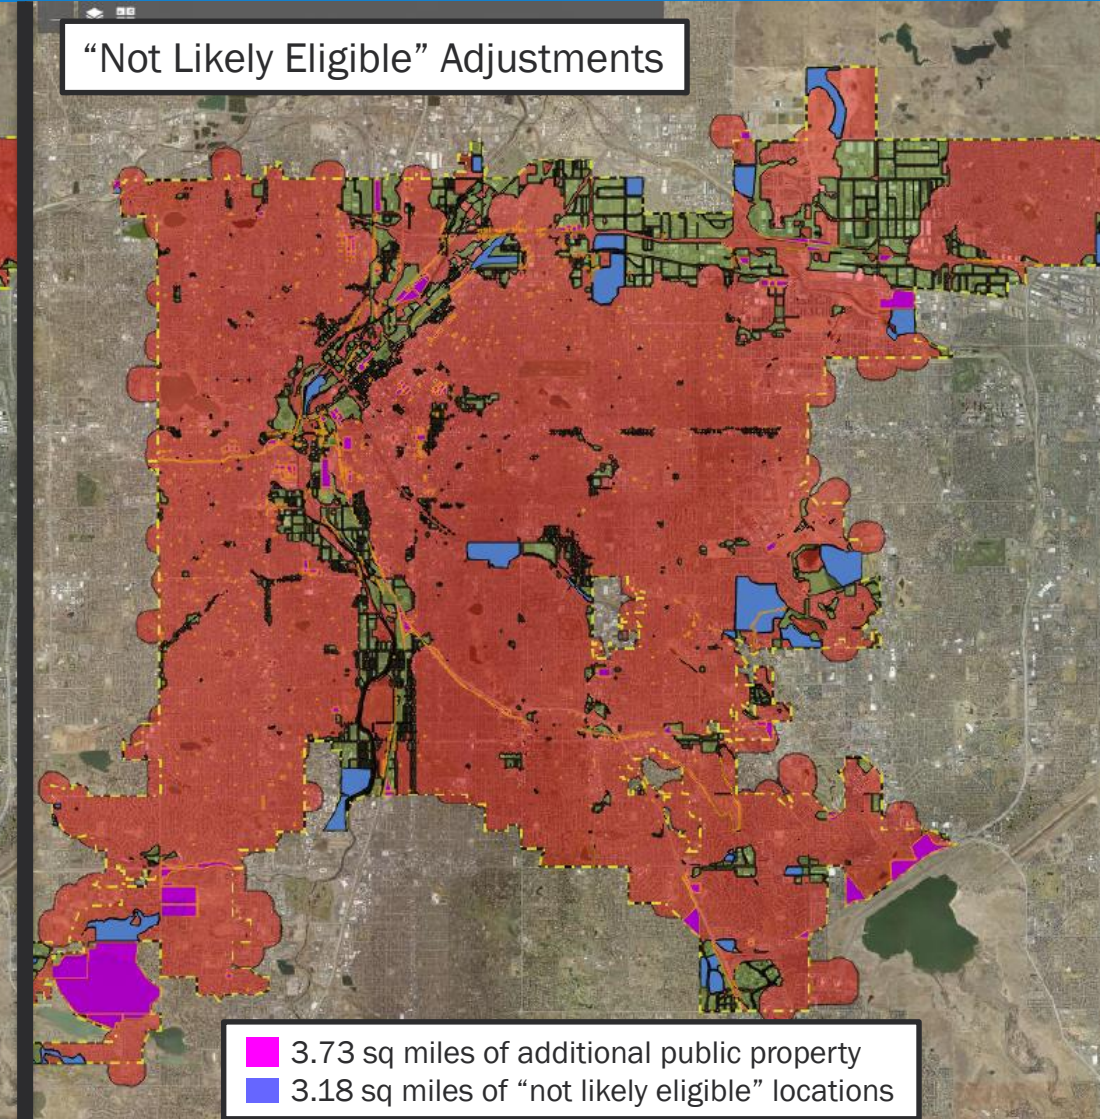 “Not Likely Eligible” Adjustments
3.73 sq miles of additional public property
3.18 sq miles of “not likely eligible” locations